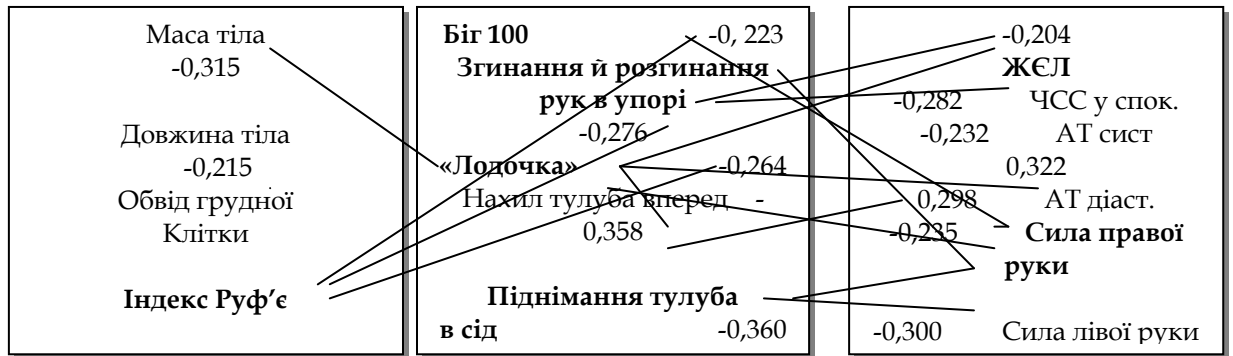 Маса тіла
-0,315
Довжина тіла
-0,215
Обвід грудної
Клітки
Індекс Руф’є
Біг 100 -0, 223
Згинання й розгинання
рук в упорі
-0,276
«Лодочка» -0,264
Нахил тулуба вперед -
0,358
Піднімання тулуба
в сід -0,360
-0,204
ЖЄЛ
-0,282 ЧСС у спок.
-0,232 АТ сист
0,322
0,298 АТ діаст.
-0,235 Сила правої
руки
-0,300 Сила лівої руки